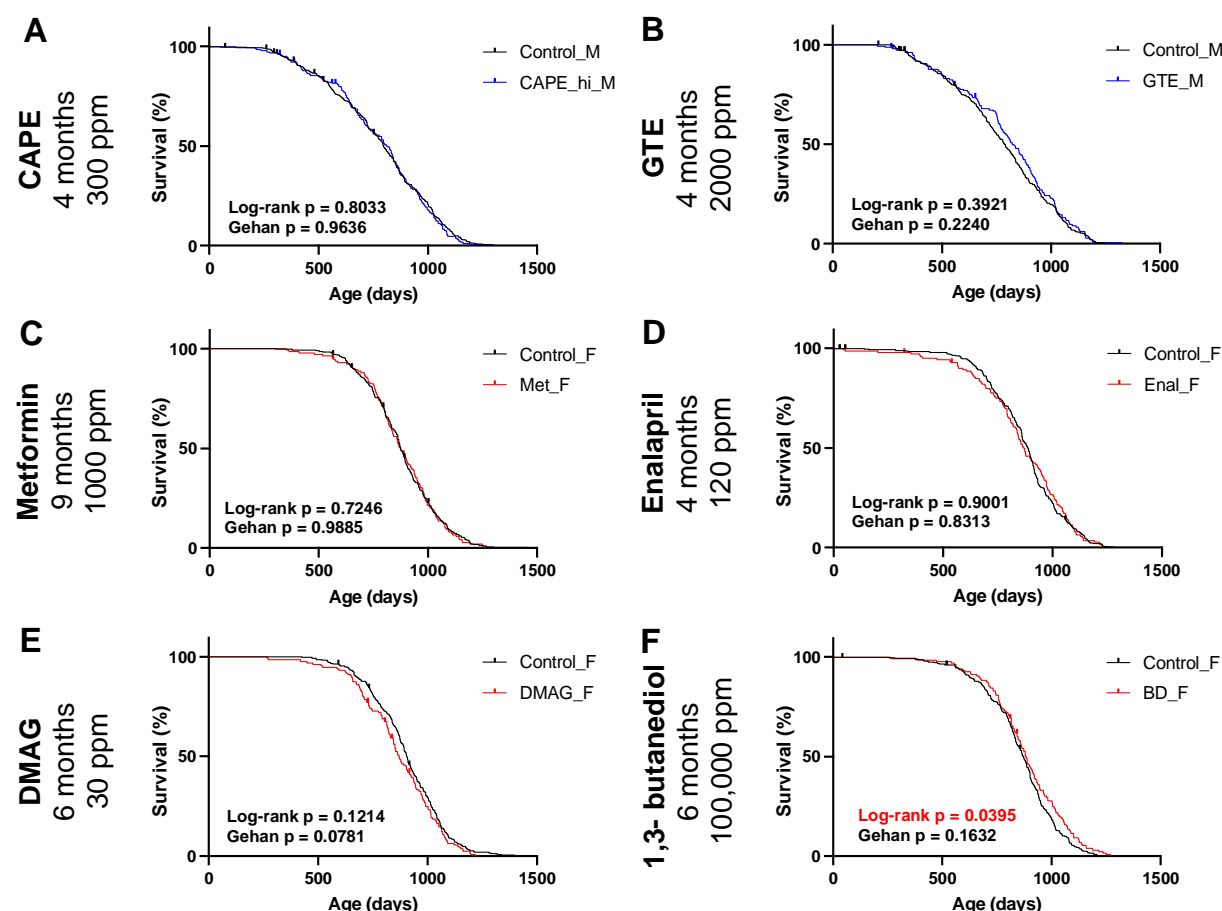 A
CAPE
4 months
300 ppm
Survival (%)
100
50
0
0 500 1000 1500
Age (days)
Control_M
CAPE_hi_M
Log-rank p = 0.8033
Gehan p = 0.9636
B
GTE
4 months
2000 ppm
Survival (%)
100
50
0
0 500 1000 1500
Age (days)
Control_M
GTE_M
Log-rank p = 0.3921
Gehan p = 0.2240
C
Metformin
9 months
1000 ppm
Survival (%)
100
50
0
0 500 1000 1500
Age (days)
Control_F
Met_F
Log-rank p = 0.7246
Gehan p = 0.9885
D
Enalapril
4 months
120 ppm
Survival (%)
100
50
0
0 500 1000 1500
Age (days)
Control_F
Enal_F
Log-rank p = 0.9001
Gehan p = 0.8313
E
DMAG
6 months
30 ppm
Survival (%)
100
50
0
0 500 1000 1500
Age (days)
Control_F
DMAG_F
Log-rank p = 0.1214
Gehan p = 0.0781
F
1,3- butanediol
6 months
100,000 ppm
Survival (%)
100
50
0
0 500 1000 1500
Age (days)
Control_F
BD_F
Log-rank p = 0.0395
Gehan p = 0.1632